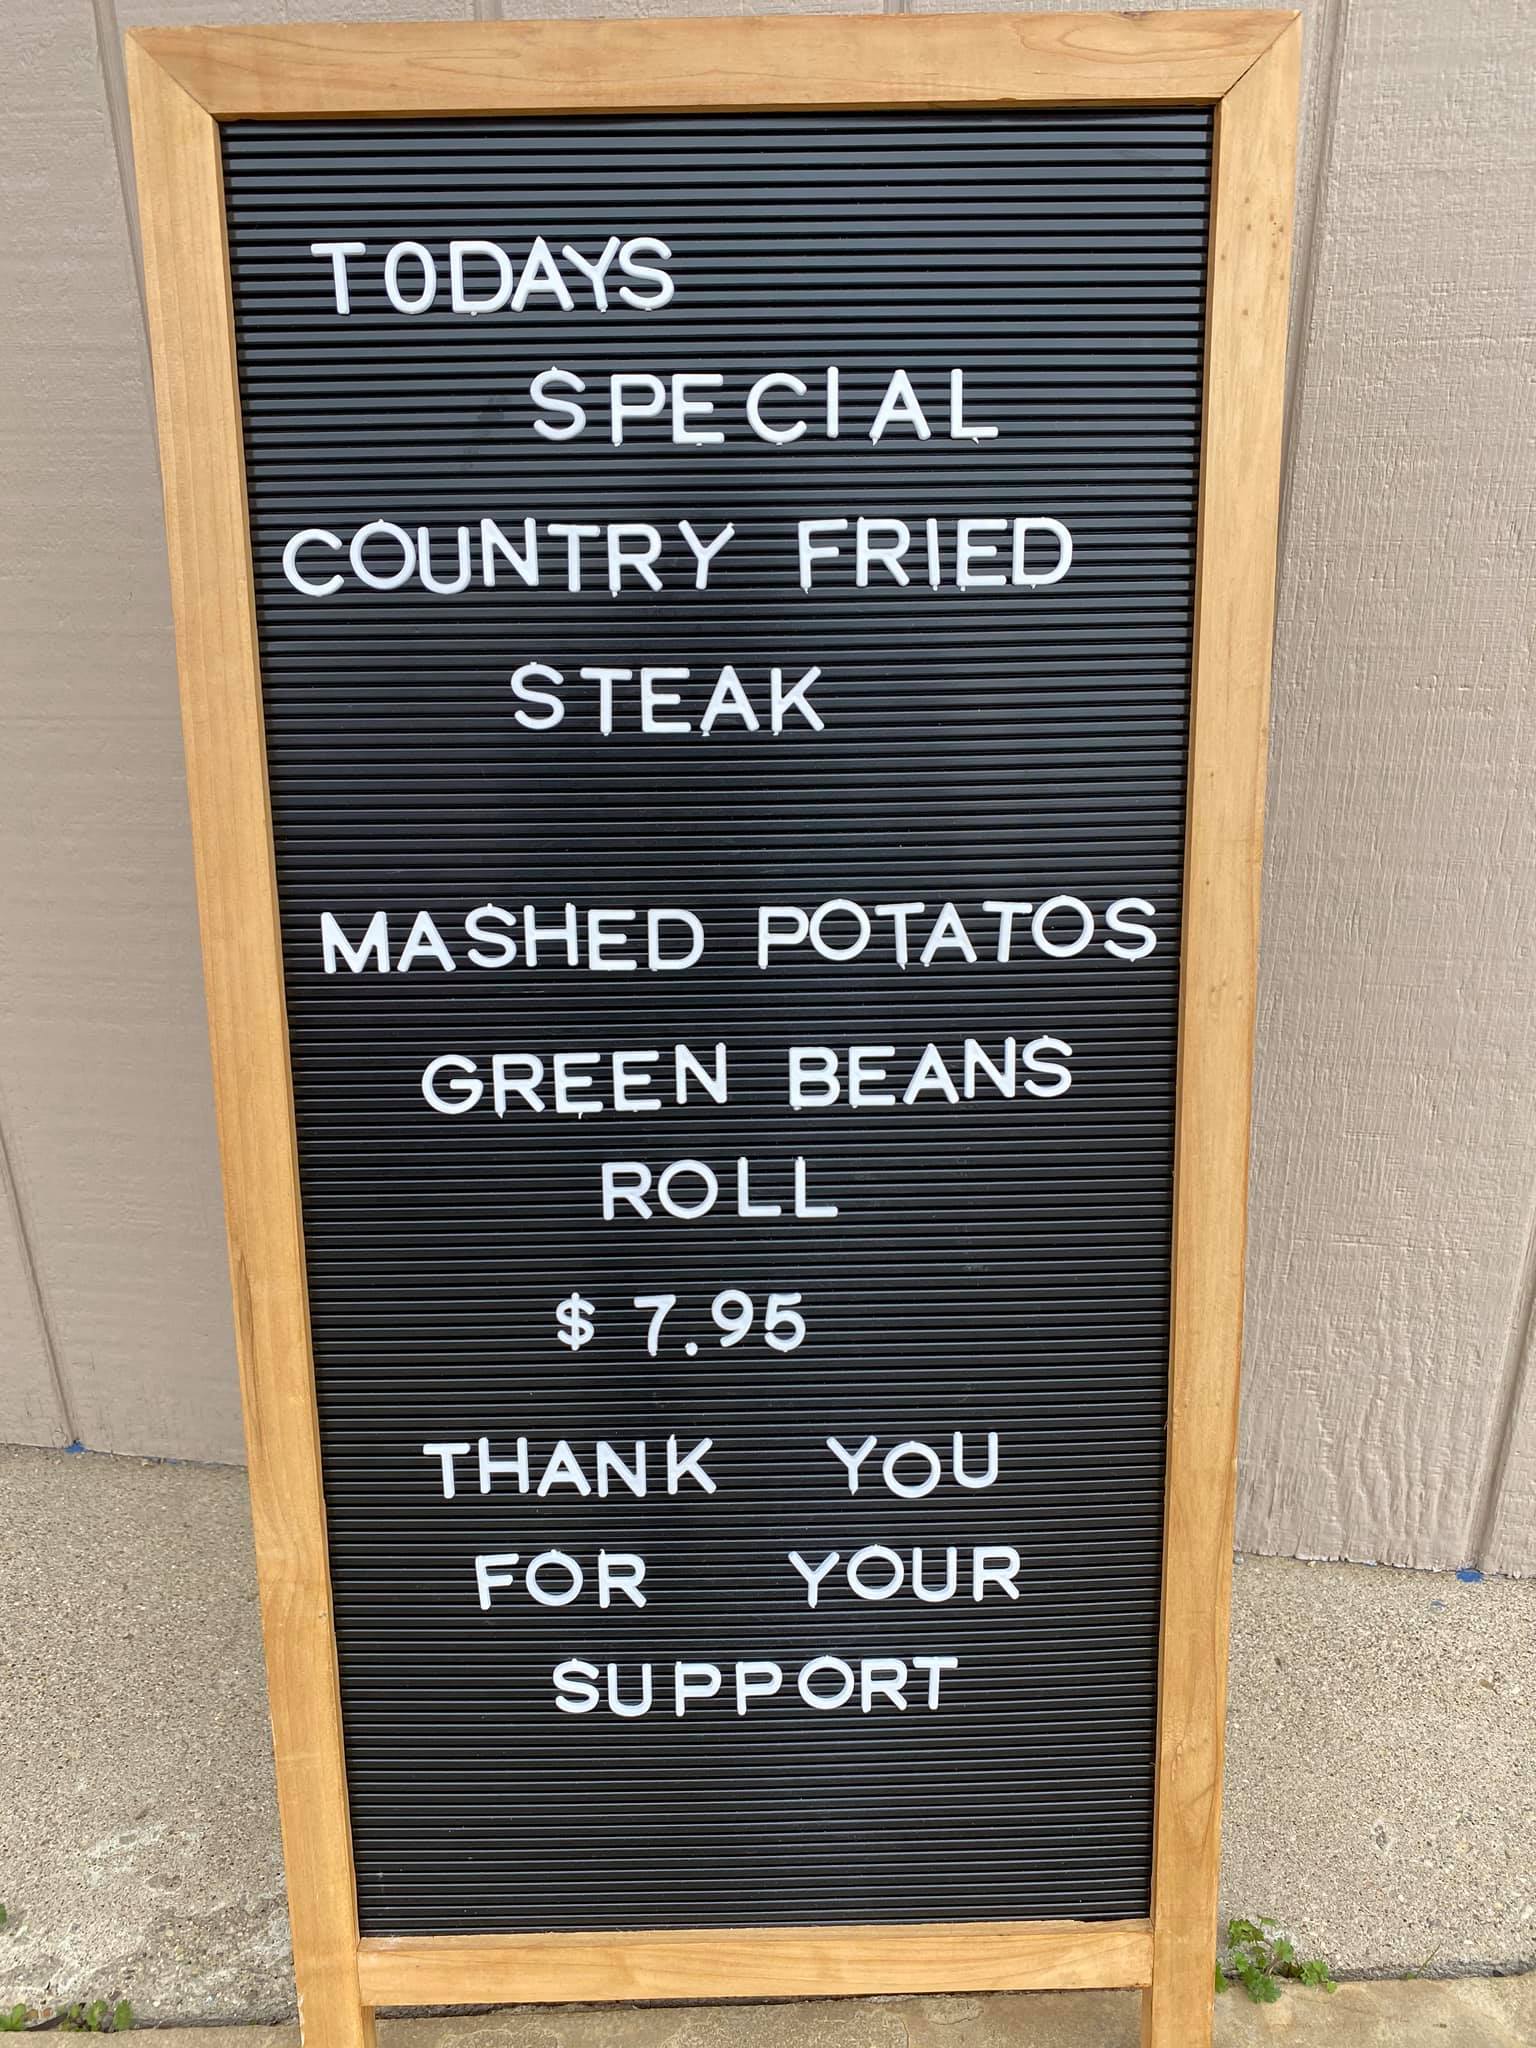 TODAYS
SPECIAL
COUNTRY FRIED
STEAK
MASHED POTATOS
GREEN BEANS
ROLL
$ 7.95
THANK YOU
FOR YOUR
SUPPORT